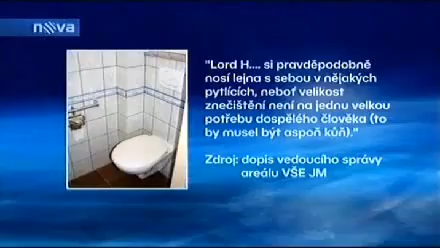 nova
"Lord H.... si pravděpodobně
nosí lejna s sebou v nějakých
pytlících, neboť velikost
znečištění není na jednu velkou
potřebu dospělého člověka (to
by musel být aspoň kůň)."
Zdroj: dopis vedoucího správy
areálu VŠE JM